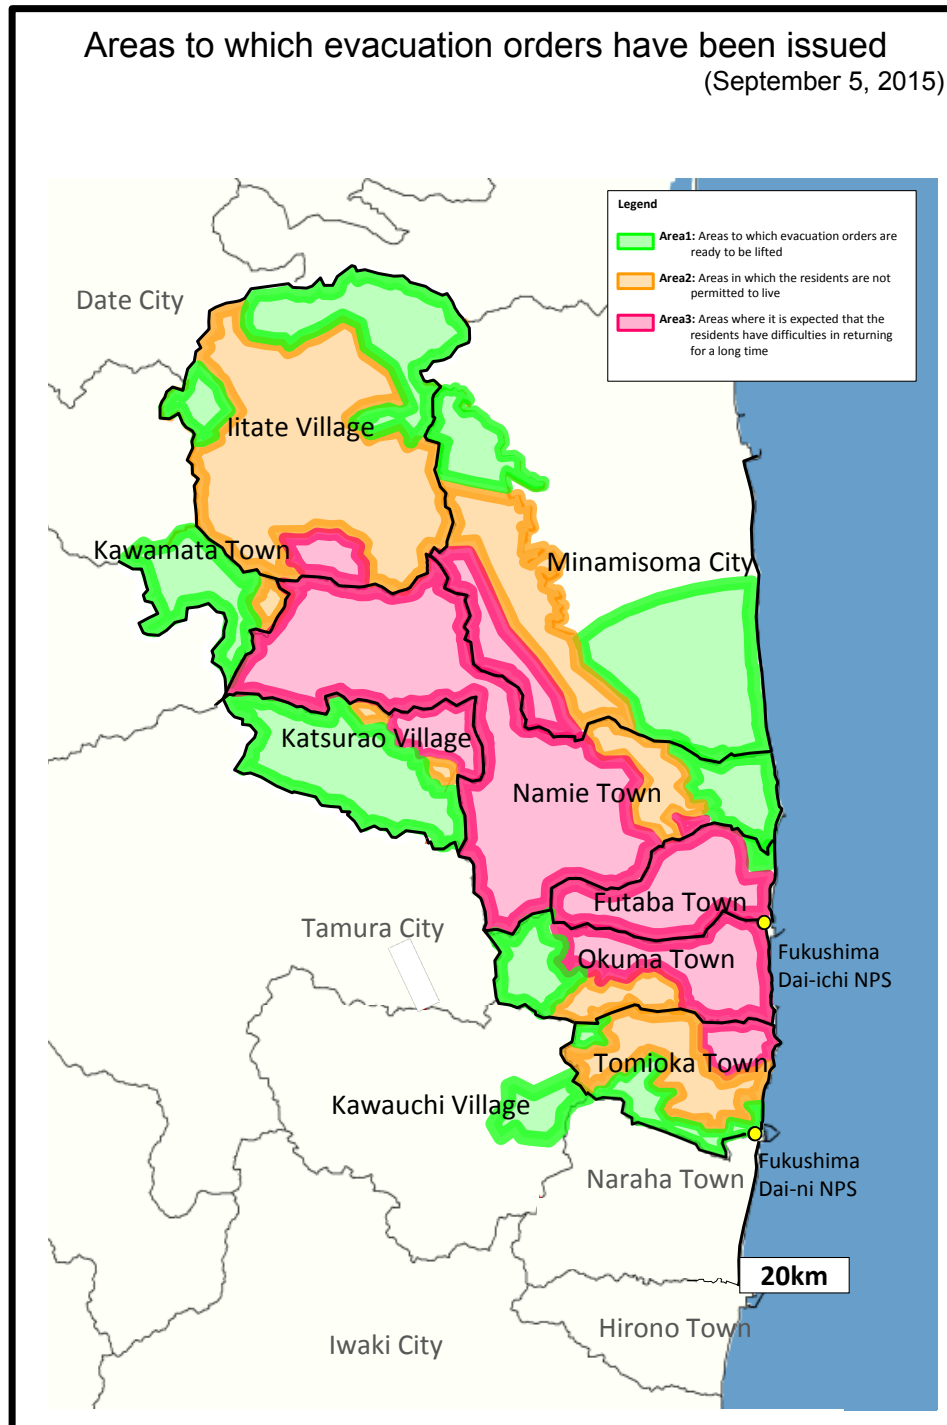 Areas to which evacuation orders have been issued
(September 5, 2015)
Legend
Area1: Areas to which evacuation orders are
ready to be lifted
Area2: Areas in which the residents are not
permitted to live
Area3: Areas where it is expected that the
residents have difficulties in returning
for a long time
Date City
Iitate Village
Kawamata Town
Minamisoma City
Katsurao Village
Namie Town
Futaba Town
Tamura City
Okuma Town
Fukushima
Dai-ichi NPS
Tomioka Town
Kawauchi Village
Fukushima
Dai-ni NPS
Naraha Town
20km
Hirono Town
Iwaki City